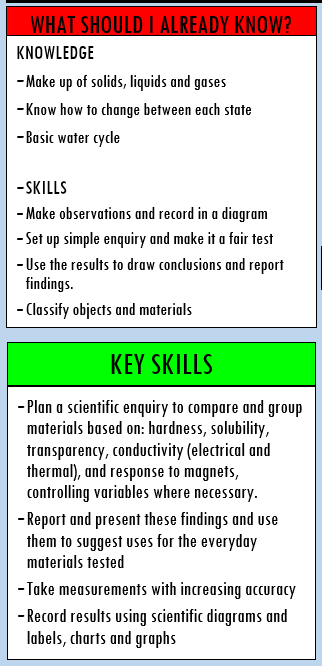 WHAT SHOULD I ALREADY KNOW?
KNOWLEDGE
-Make up of solids, liquids and gases
-Know how to change between each state
-Basic water cycle
-SKILLS
-Make observations and record in a diagram
-Set up simple enquiry and make it a fair test
-Use the results to draw conclusions and report
findings.
-Classify objects and materials
KEY SKILLS
-Plan a scientific enquiry to compare and group
materials based on: hardness, solubility,
transparency, conductivity (electrical and
thermal), and response to magnets,
controlling variables where necessary.
-Report and present these findings and use
them to suggest uses for the everyday
materials tested
-Take measurements with increasing accuracy
-Record results using scientific diagrams and
labels, charts and graphs